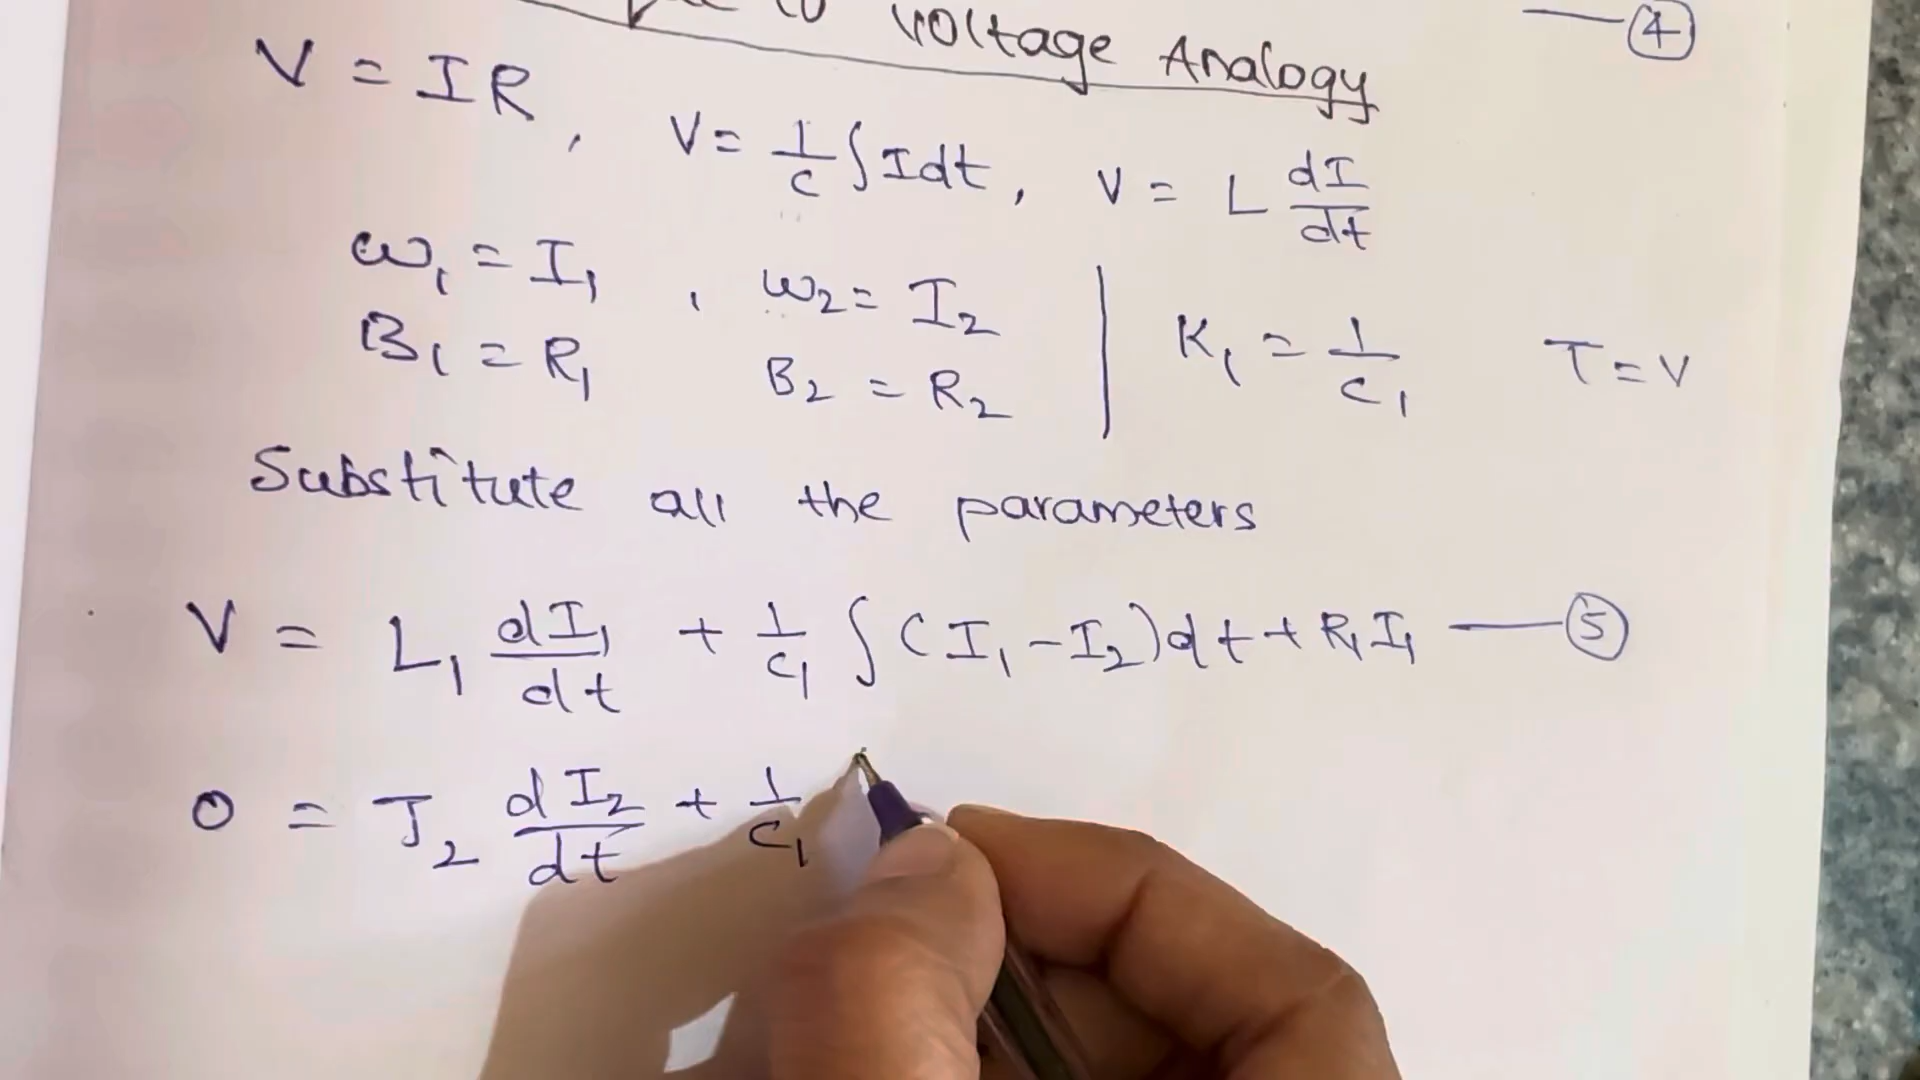 to Voltage Analogy
④
V = IR, V = 1/c ∫Idt, V = L dI/dt
ω₁ = I₁, ω₂ = I₂
B₁ = R₁ B₂ = R₂ | K₁ = 1/c₁ T = V
Substitute all the parameters
V = L₁ dI₁/dt + 1/c₁ ∫(I₁ - I₂)dt + R₁I₁ — ⑤
0 = J₂ dI₂/dt + 1/c₁